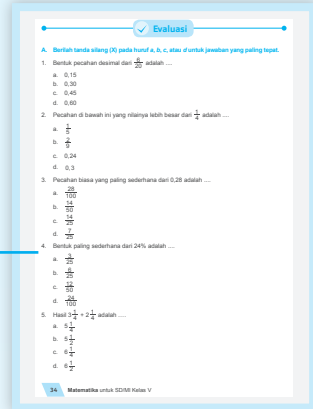 Evaluasi
A. Berilah tanda silang (X) pada huruf a, b, c, atau d untuk jawaban yang paling tepat.
1. Bentuk pecahan desimal dari 6/20 adalah ....
a. 0,15
b. 0,30
c. 0,45
d. 0,60
2. Pecahan di bawah ini yang nilainya lebih besar dari 1/4 adalah ....
a. 1/5
b. 2/9
c. 0,24
d. 0,3
3. Pecahan biasa yang paling sederhana dari 0,28 adalah ....
a. 28/100
b. 14/50
c. 14/25
d. 7/25
4. Bentuk paling sederhana dari 24% adalah ....
a. 3/25
b. 6/25
c. 12/50
d. 24/100
5. Hasil 3 1/4 + 2 1/4 adalah ....
a. 5 1/4
b. 5 1/2
c. 6 1/4
d. 6 1/2
34 Matematika untuk SD/MI Kelas V